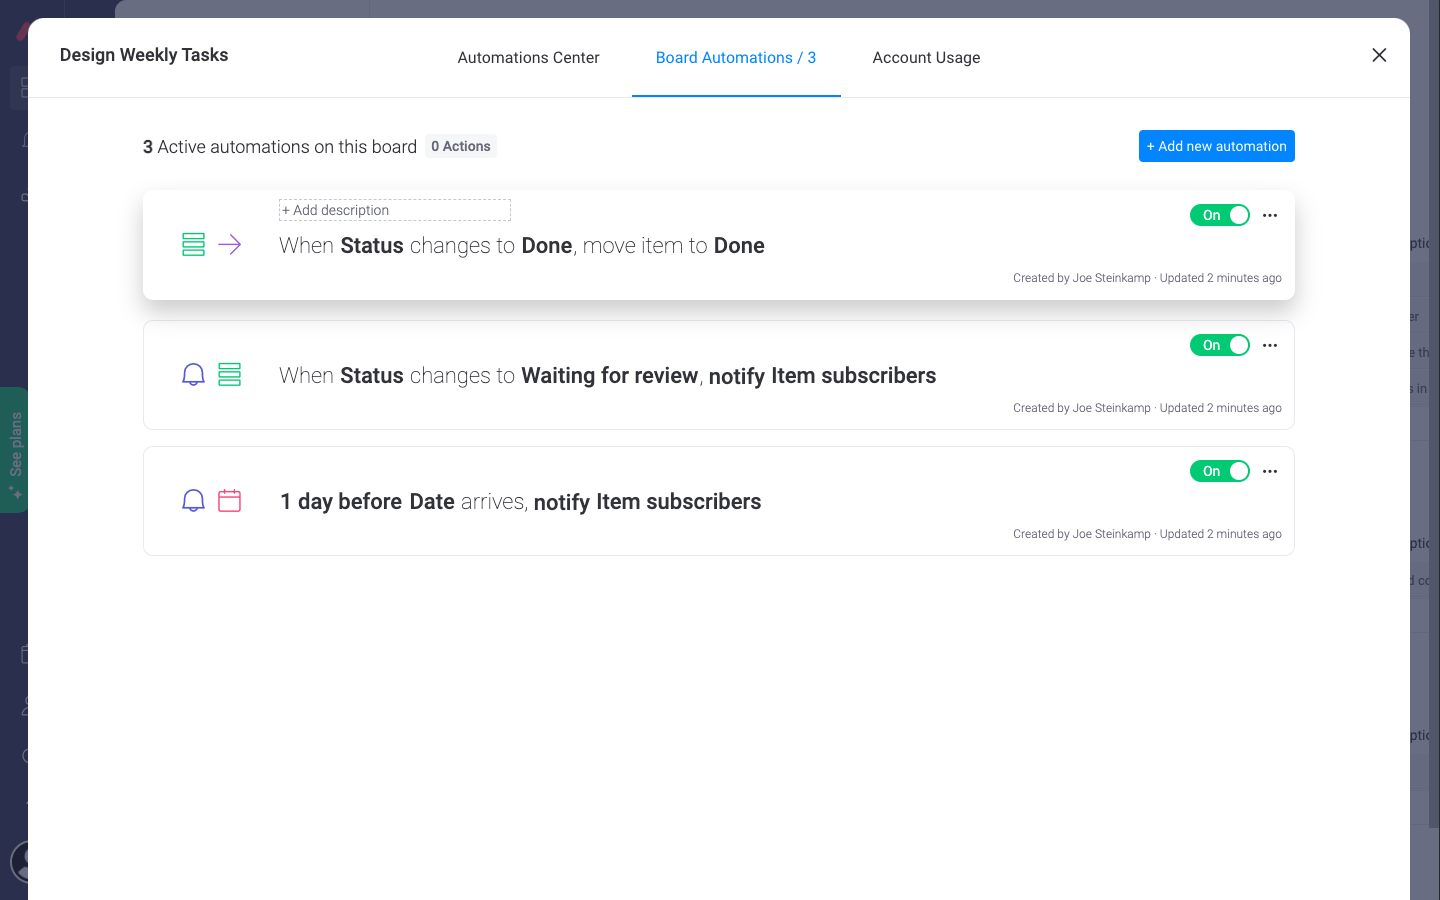 Design Weekly Tasks
Automations Center
Board Automations / 3
Account Usage
3 Active automations on this board
0 Actions
+ Add new automation
+ Add description
On
When Status changes to Done, move item to Done
Created by Joe Steinkamp · Updated 2 minutes ago
On
When Status changes to Waiting for review, notify Item subscribers
Created by Joe Steinkamp · Updated 2 minutes ago
On
1 day before Date arrives, notify Item subscribers
Created by Joe Steinkamp · Updated 2 minutes ago
See plans